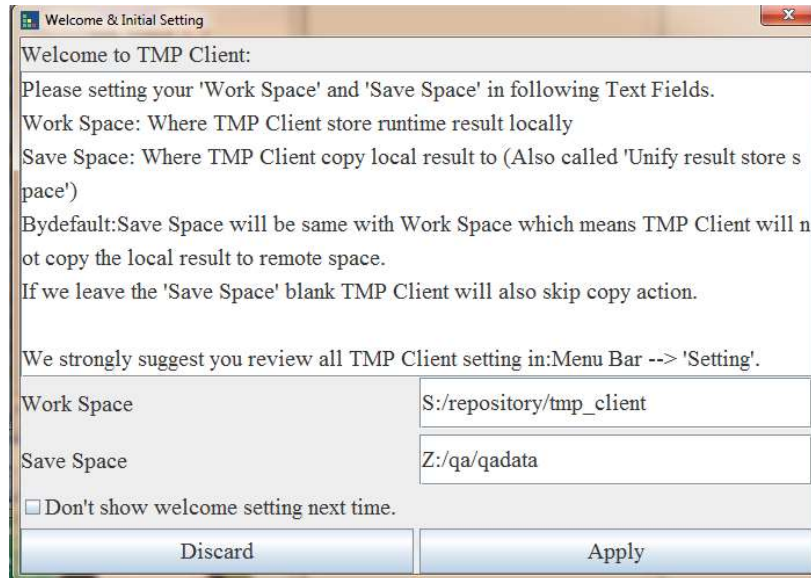 Welcome & Initial Setting
Welcome to TMP Client:
Please setting your 'Work Space' and 'Save Space' in following Text Fields.
Work Space: Where TMP Client store runtime result locally
Save Space: Where TMP Client copy local result to (Also called 'Unify result store s
pace')
Bydefault:Save Space will be same with Work Space which means TMP Client will n
ot copy the local result to remote space.
If we leave the 'Save Space' blank TMP Client will also skip copy action.
We strongly suggest you review all TMP Client setting in:Menu Bar --> 'Setting'.
Work Space S:/repository/tmp_client
Save Space Z:/qa/qadata
Don't show welcome setting next time.
Discard Apply